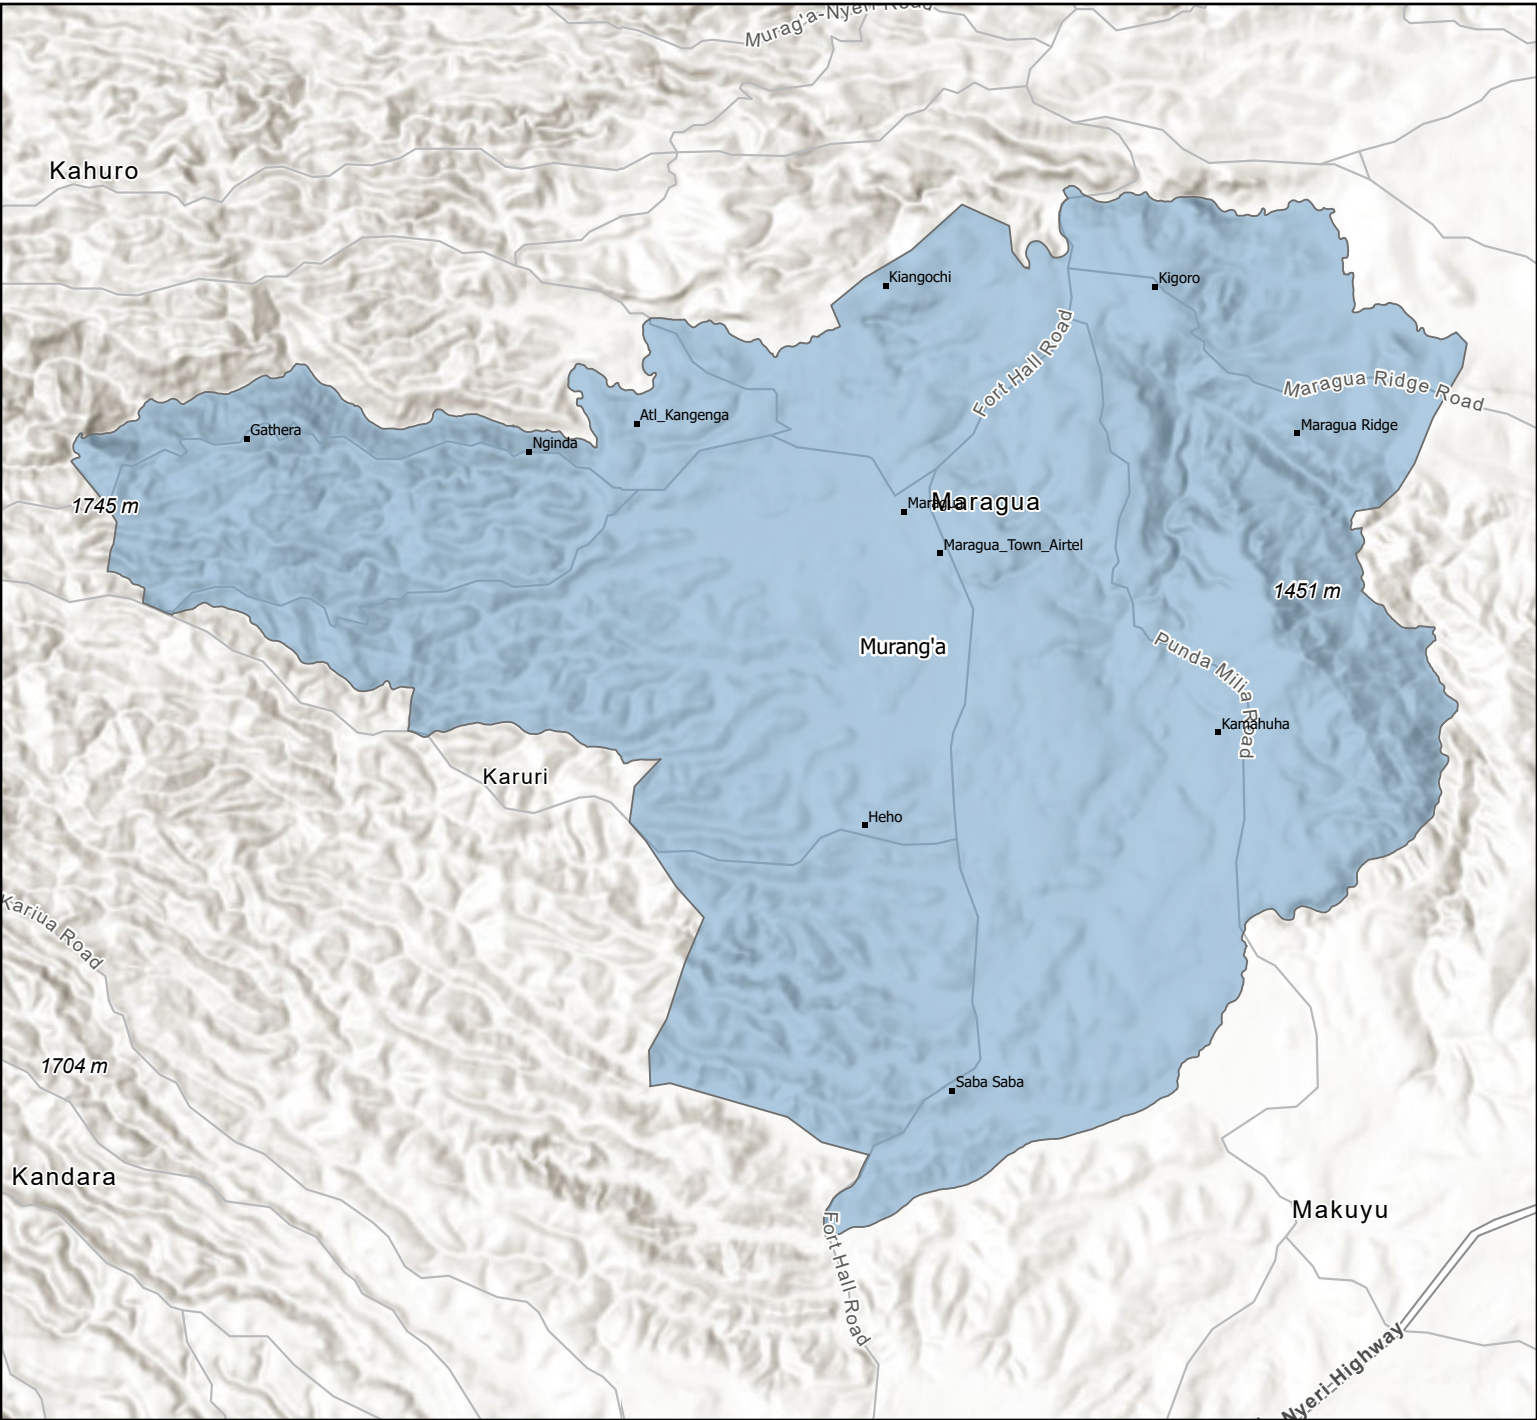 Murag'a-Nyeri Road
Kahuro
Kiangochi
Kigoro
Fort Hall Road
Maragua Ridge Road
Atl_Kangenga
Gathera
Nginda
Maragua Ridge
1745 m
Maragua
Maragua
Maragua_Town_Airtel
1451 m
Murang'a
Punda Milia Road
Kamahuha
Karuri
Heho
Kariua Road
1704 m
Saba Saba
Kandara
Makuyu
Fort-Hall-Road
Nyeri-Highway